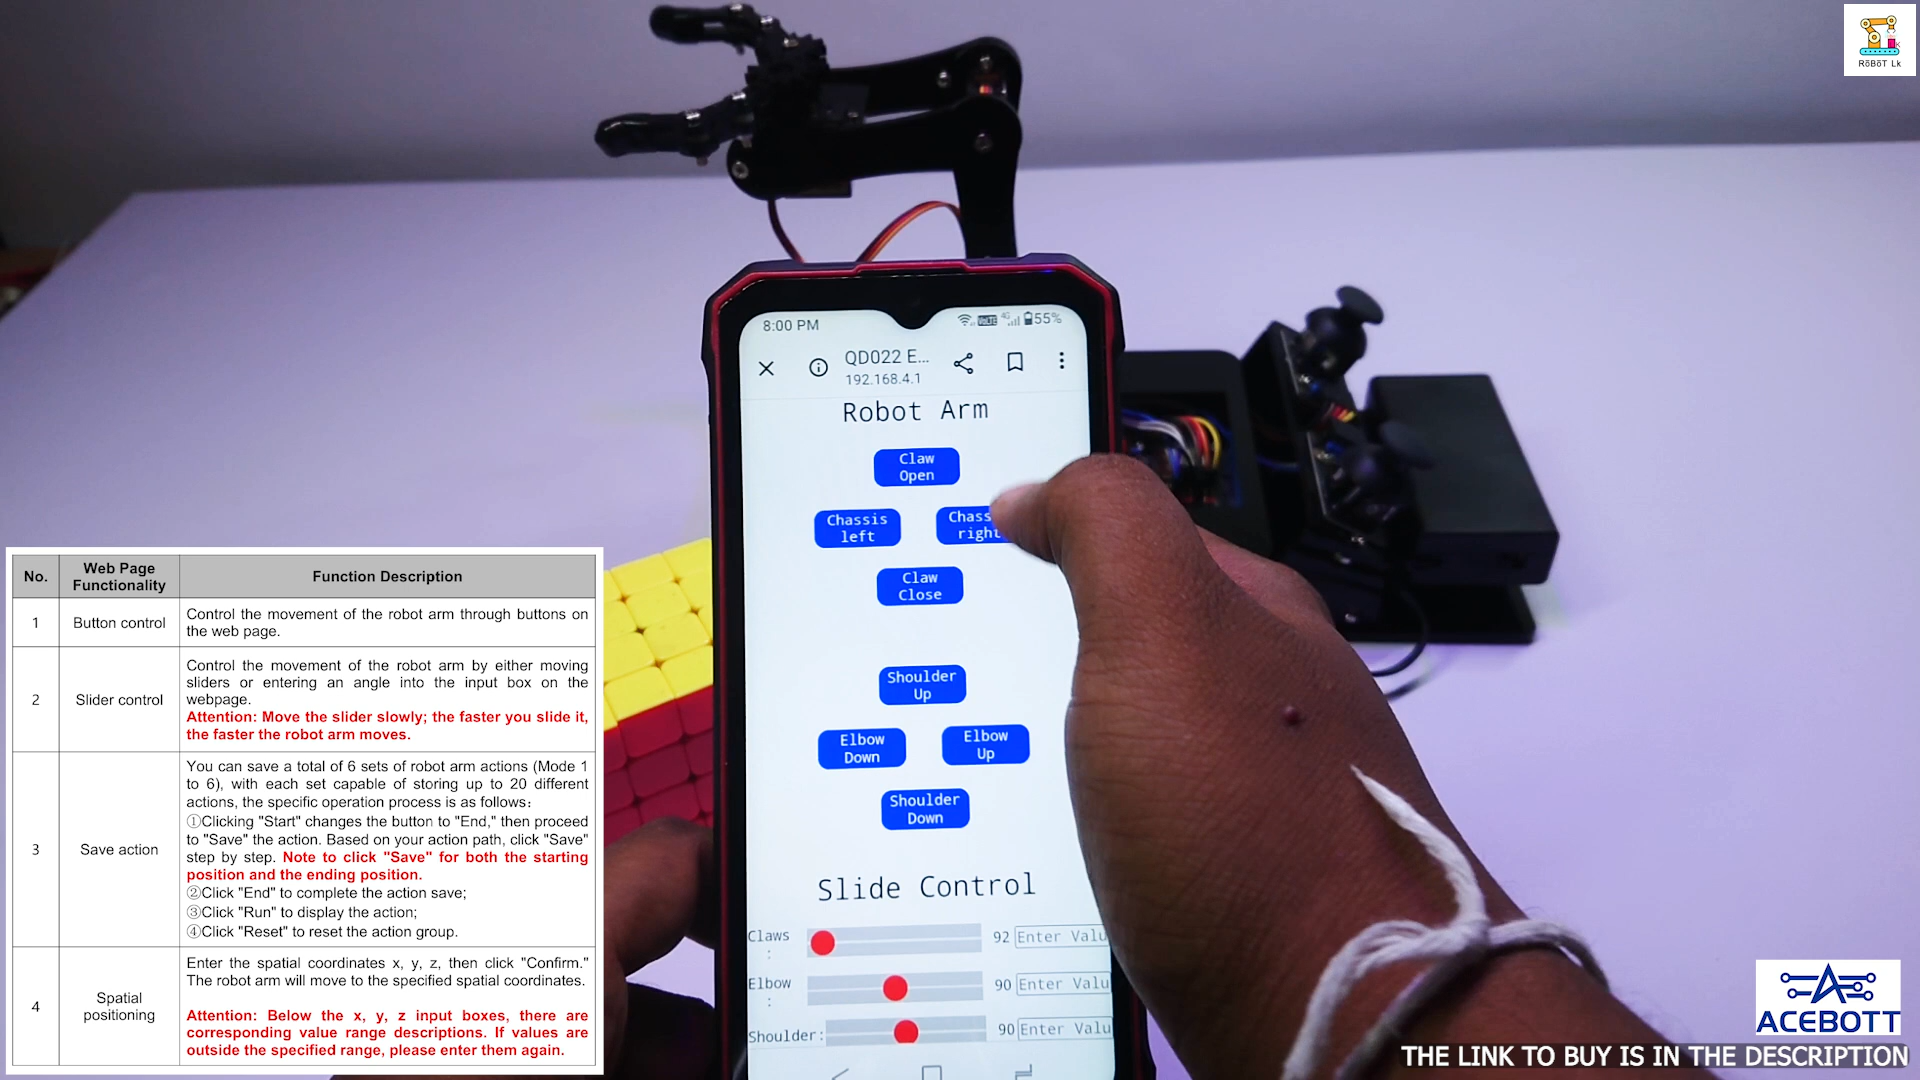 RöBöT Lk
8:00 PM
VoLTE 4G 55%
QD022 E...
192.168.4.1
Robot Arm
Claw
Open
Chassis
left
Chass
right
Claw
Close
Shoulder
Up
Elbow
Down
Elbow
Up
Shoulder
Down
Slide Control
Claws
:
92 Enter Valu
Elbow
:
90 Enter Valu
Shoulder:
90 Enter Valu
No.
Web Page
Functionality
Function Description
1
Button control
Control the movement of the robot arm through buttons on
the web page.
2
Slider control
Control the movement of the robot arm by either moving
sliders or entering an angle into the input box on the
webpage.
Attention: Move the slider slowly; the faster you slide it,
the faster the robot arm moves.
3
Save action
You can save a total of 6 sets of robot arm actions (Mode 1
to 6), with each set capable of storing up to 20 different
actions, the specific operation process is as follows：
①Clicking "Start" changes the button to "End," then proceed
to "Save" the action. Based on your action path, click "Save"
step by step. Note to click "Save" for both the starting
position and the ending position.
②Click "End" to complete the action save;
③Click "Run" to display the action;
④Click "Reset" to reset the action group.
4
Spatial
positioning
Enter the spatial coordinates x, y, z, then click "Confirm."
The robot arm will move to the specified spatial coordinates.
Attention: Below the x, y, z input boxes, there are
corresponding value range descriptions. If values are
outside the specified range, please enter them again.
ACEBOTT
THE LINK TO BUY IS IN THE DESCRIPTION